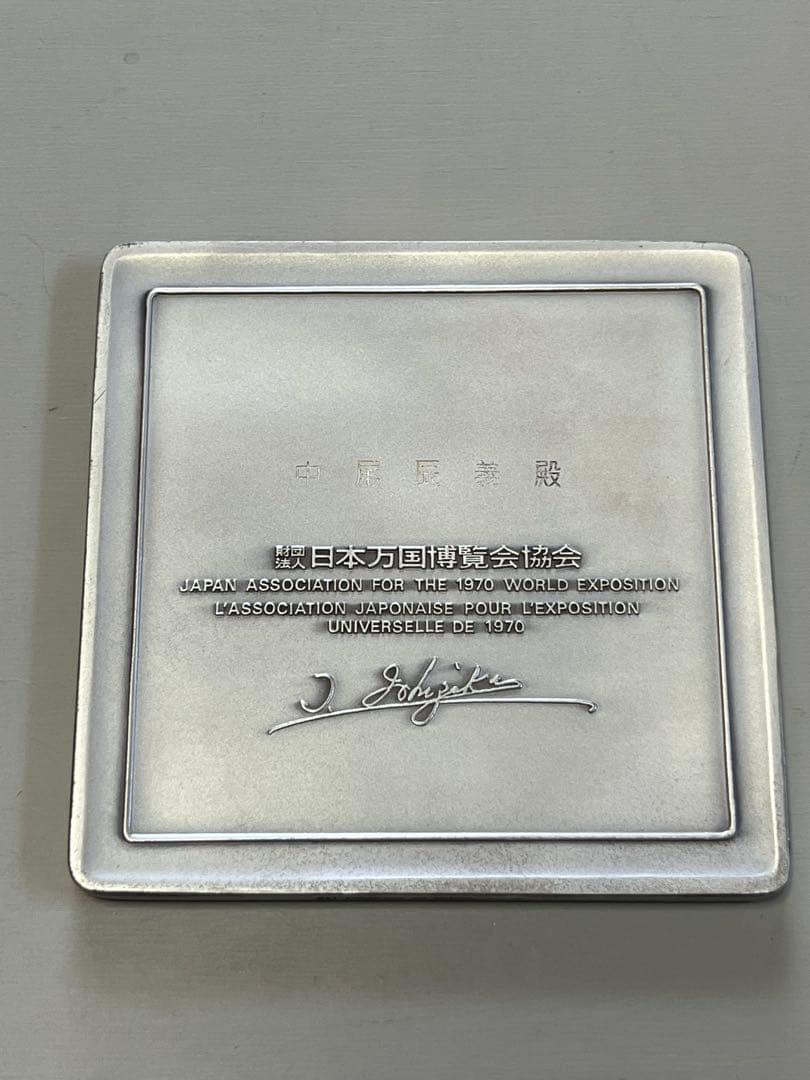 中屋辰義殿
財団法人日本万国博覧会協会
JAPAN ASSOCIATION FOR THE 1970 WORLD EXPOSITION
L'ASSOCIATION JAPONAISE POUR L'EXPOSITION
UNIVERSELLE DE 1970